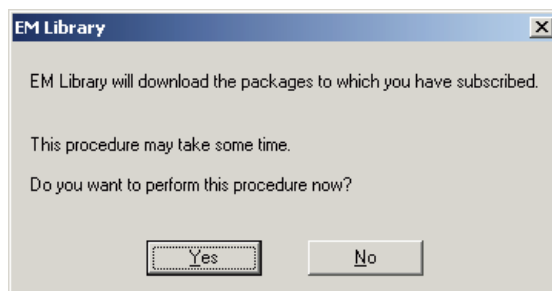 EM Library
EM Library will download the packages to which you have subscribed.
This procedure may take some time.
Do you want to perform this procedure now?
Yes No